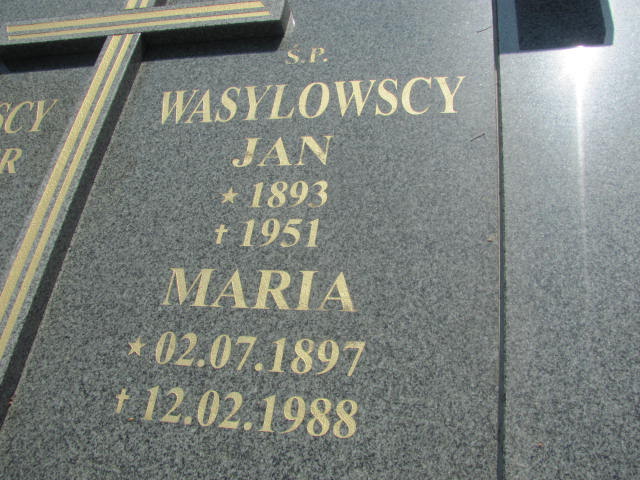 Ś.P.
WASYLOWSCY
JAN
★ 1893
† 1951
MARIA
★ 02.07.1897
† 12.02.1988